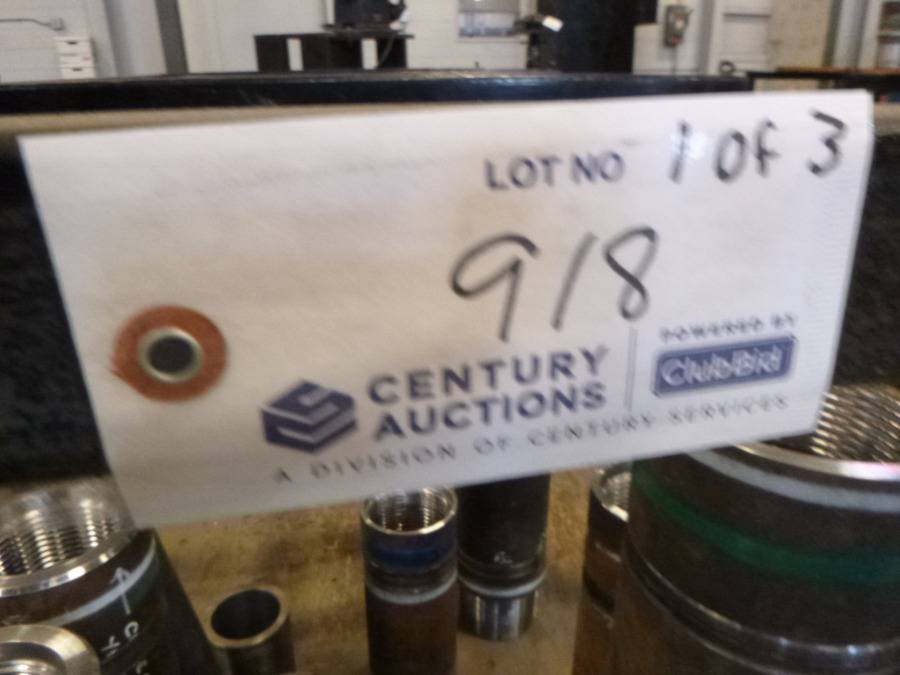 LOT NO 1 of 3
918
CENTURY
AUCTIONS
POWERED BY
ClubBid
A DIVISION OF CENTURY SERVICES